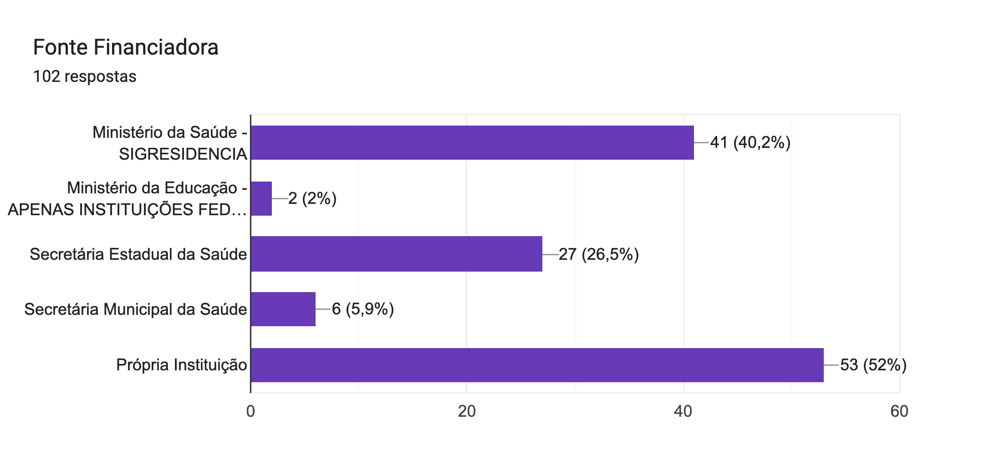 Fonte Financiadora
102 respostas
Ministério da Saúde -
SIGRESIDENCIA
41 (40,2%)
Ministério da Educação -
APENAS INSTITUIÇÕES FED…
2 (2%)
Secretária Estadual da Saúde
27 (26,5%)
Secretária Municipal da Saúde
6 (5,9%)
Própria Instituição
53 (52%)
0 20 40 60